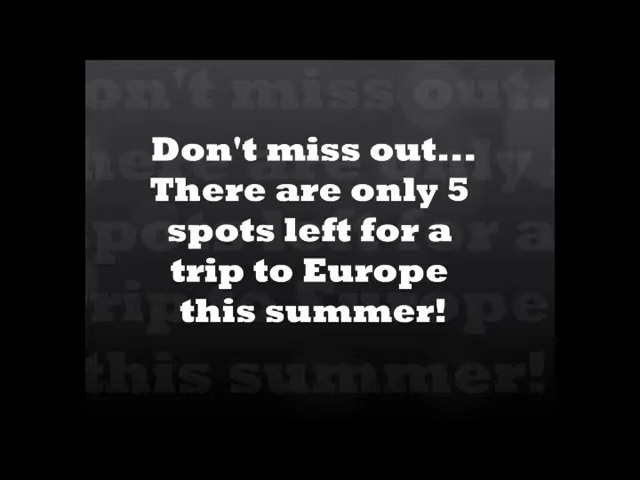 Don't miss out...
There are only 5
spots left for a
trip to Europe
this summer!